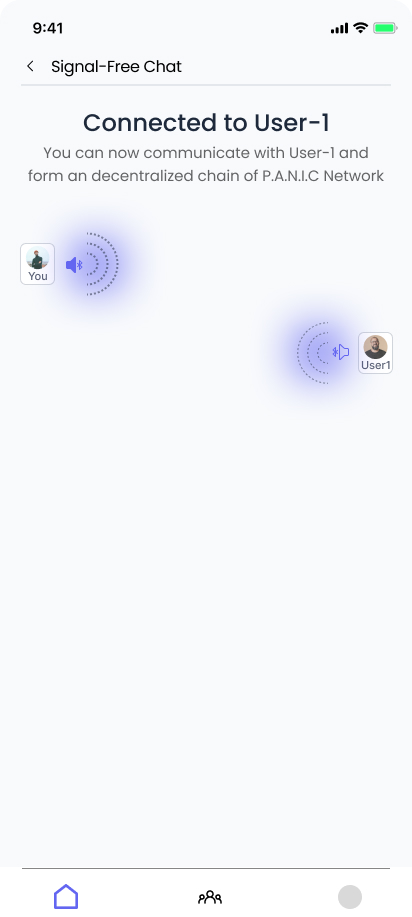 9:41
Signal-Free Chat
Connected to User-1
You can now communicate with User-1 and
form an decentralized chain of P.A.N.I.C Network
You
User1